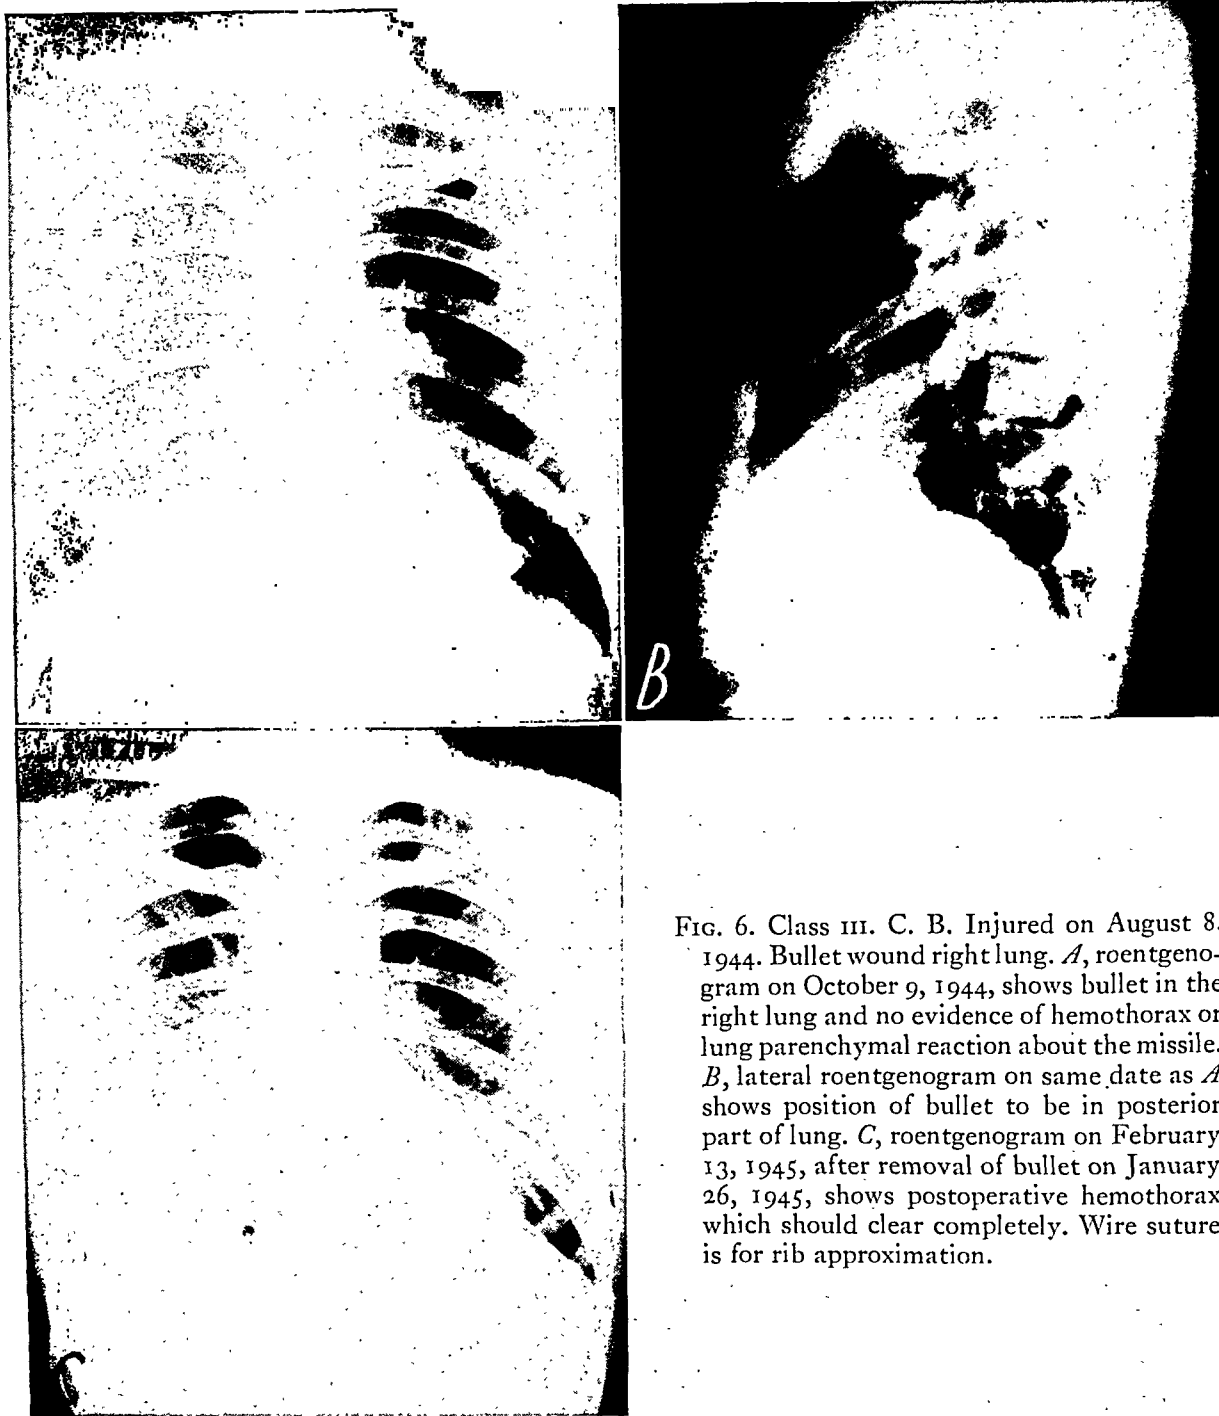 A
B
C
FIG. 6. Class III. C. B. Injured on August 8,
1944. Bullet wound right lung. A, roentgeno-
gram on October 9, 1944, shows bullet in the
right lung and no evidence of hemothorax or
lung parenchymal reaction about the missile.
B, lateral roentgenogram on same date as A
shows position of bullet to be in posterior
part of lung. C, roentgenogram on February
13, 1945, after removal of bullet on January
26, 1945, shows postoperative hemothorax
which should clear completely. Wire suture
is for rib approximation.